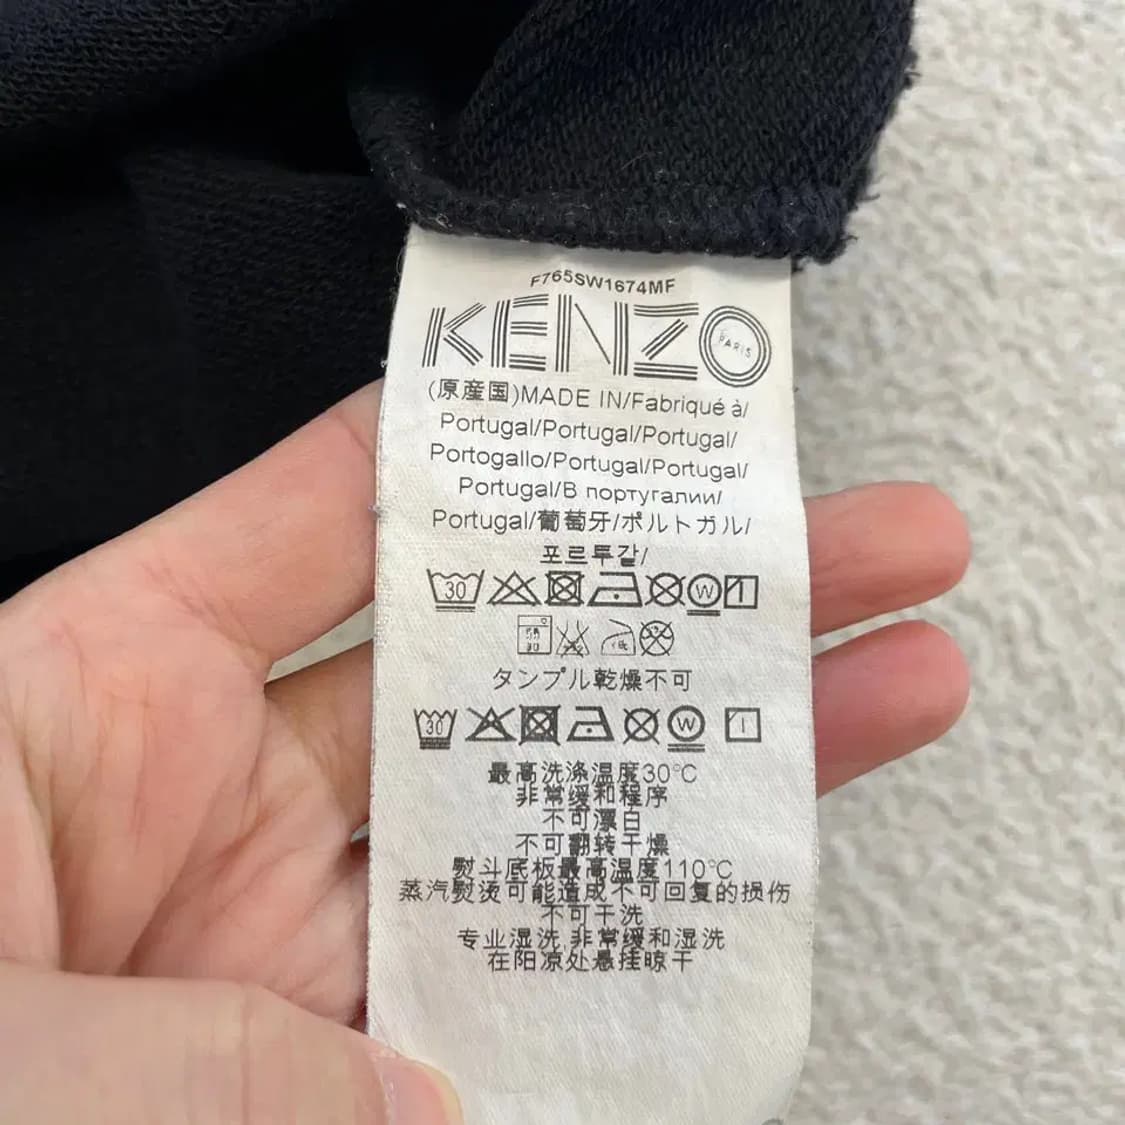 F765SW1674MF
KENZO
PARIS
(原産国)MADE IN/Fabriqué à/
Portugal/Portugal/Portugal/
Portogallo/Portugal/Portugal/
Portugal/В португалии/
Portugal/葡萄牙/ポルトガル/
포르투갈/
30 W
タンブル乾燥不可
30 W
最高洗涤温度30°C
非常缓和程序
不可漂白
不可翻转干燥
熨斗底板最高温度110°C
蒸汽熨烫可能造成不可回复的损伤
不可干洗
专业湿洗,非常缓和湿洗
在阴凉处悬挂晾干